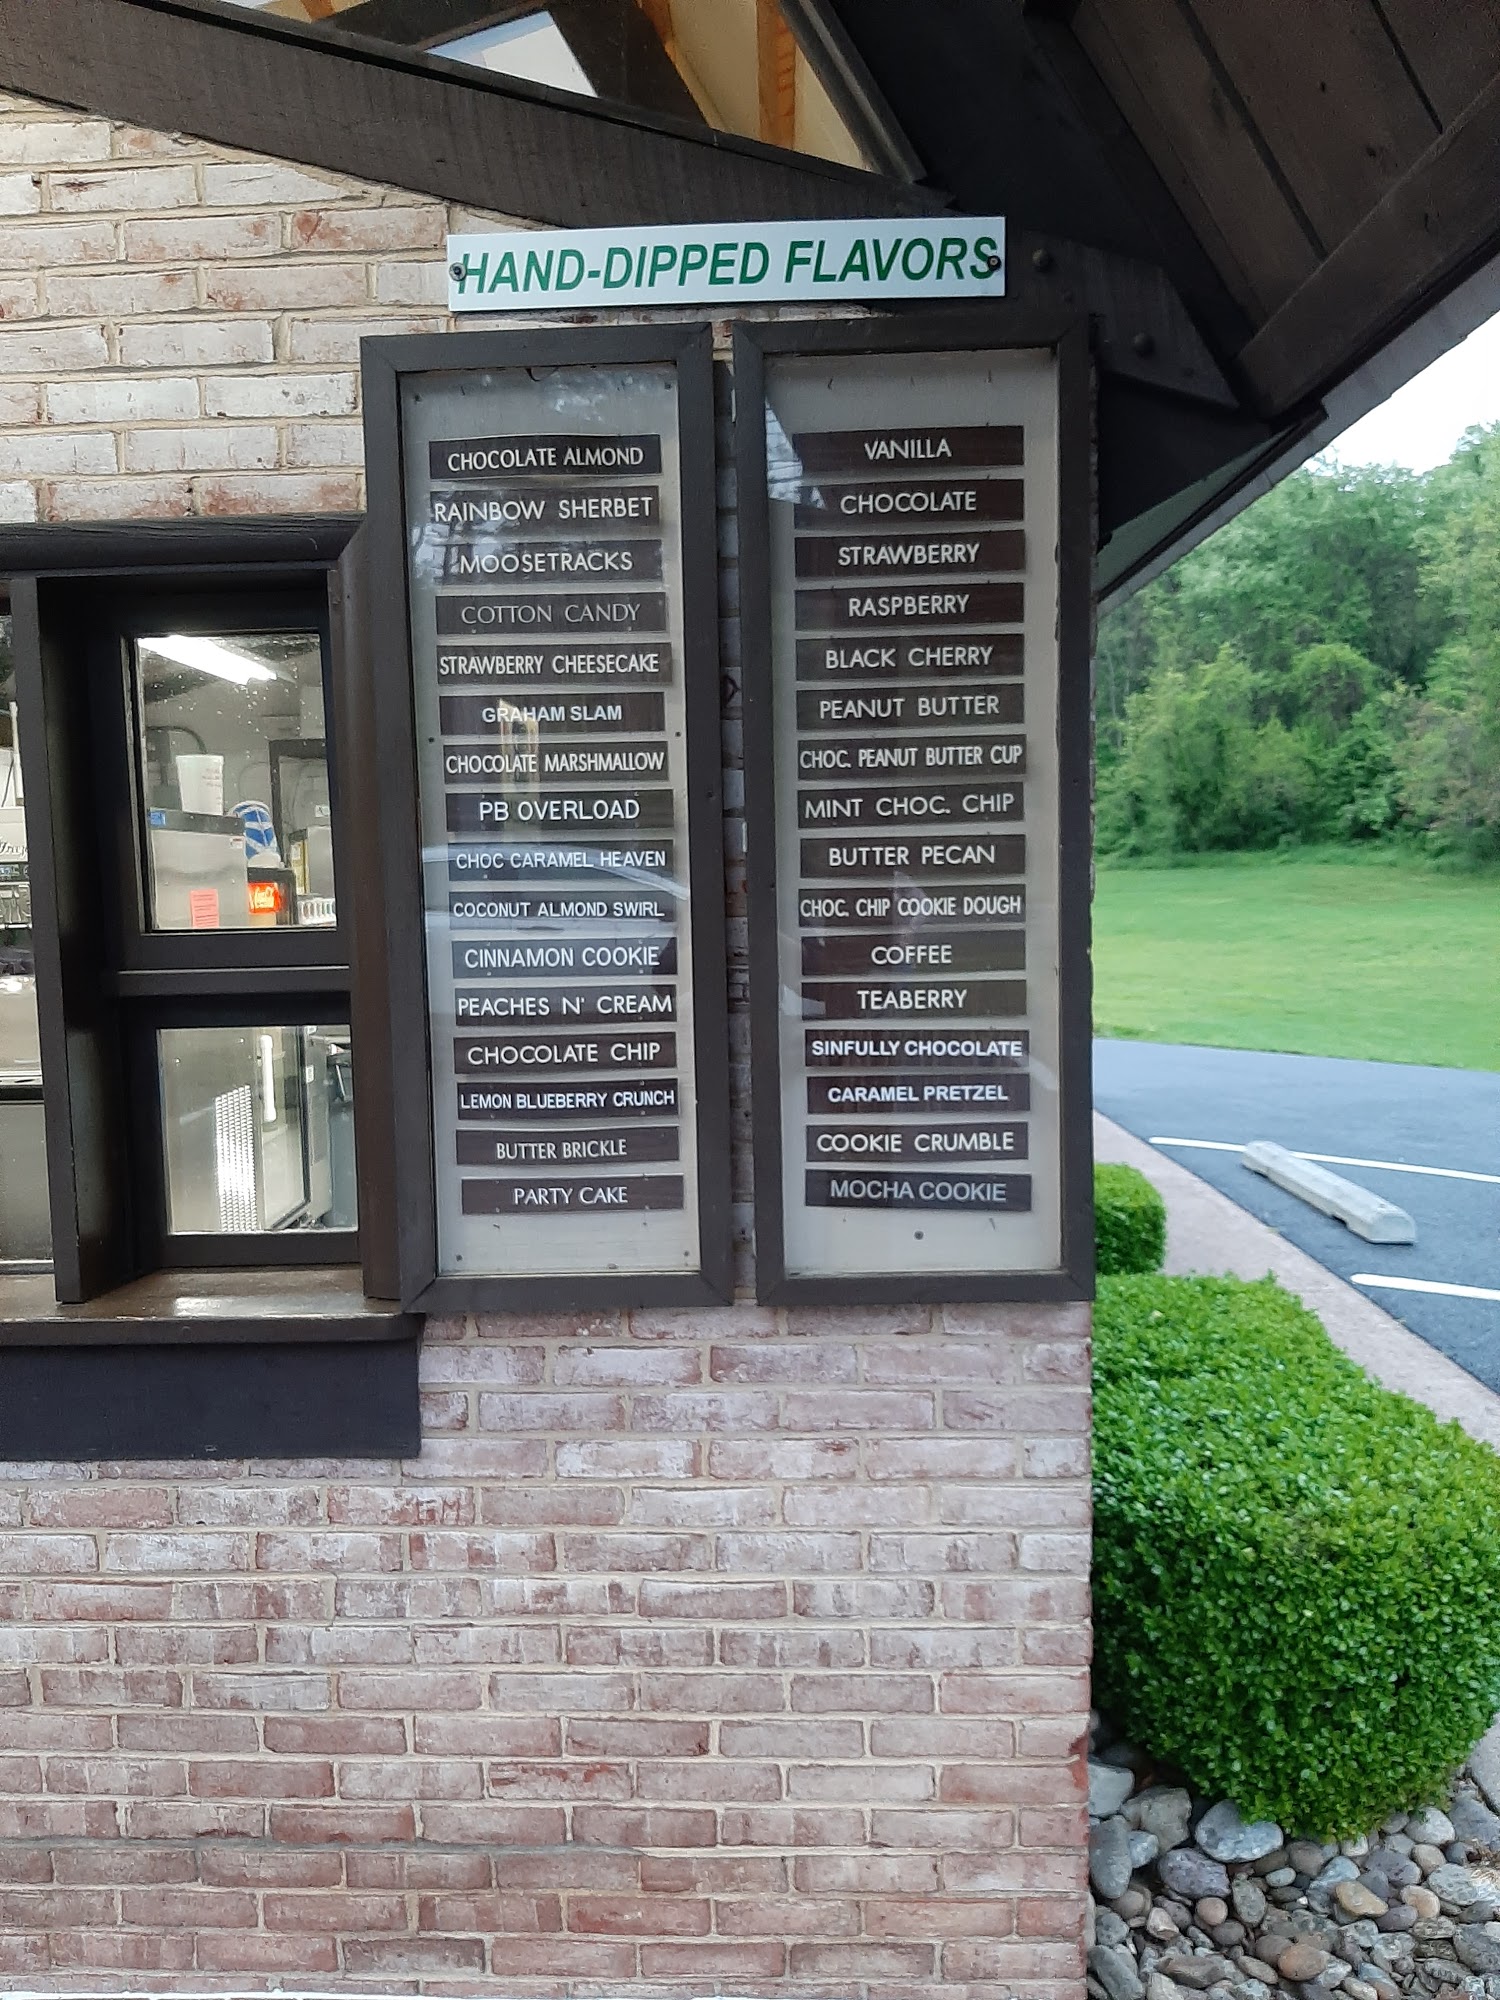 HAND-DIPPED FLAVORS
CHOCOLATE ALMOND
RAINBOW SHERBET
MOOSETRACKS
COTTON CANDY
STRAWBERRY CHEESECAKE
GRAHAM SLAM
CHOCOLATE MARSHMALLOW
PB OVERLOAD
CHOC CARAMEL HEAVEN
COCONUT ALMOND SWIRL
CINNAMON COOKIE
PEACHES N' CREAM
CHOCOLATE CHIP
LEMON BLUEBERRY CRUNCH
BUTTER BRICKLE
PARTY CAKE
VANILLA
CHOCOLATE
STRAWBERRY
RASPBERRY
BLACK CHERRY
PEANUT BUTTER
CHOC. PEANUT BUTTER CUP
MINT CHOC. CHIP
BUTTER PECAN
CHOC. CHIP COOKIE DOUGH
COFFEE
TEABERRY
SINFULLY CHOCOLATE
CARAMEL PRETZEL
COOKIE CRUMBLE
MOCHA COOKIE